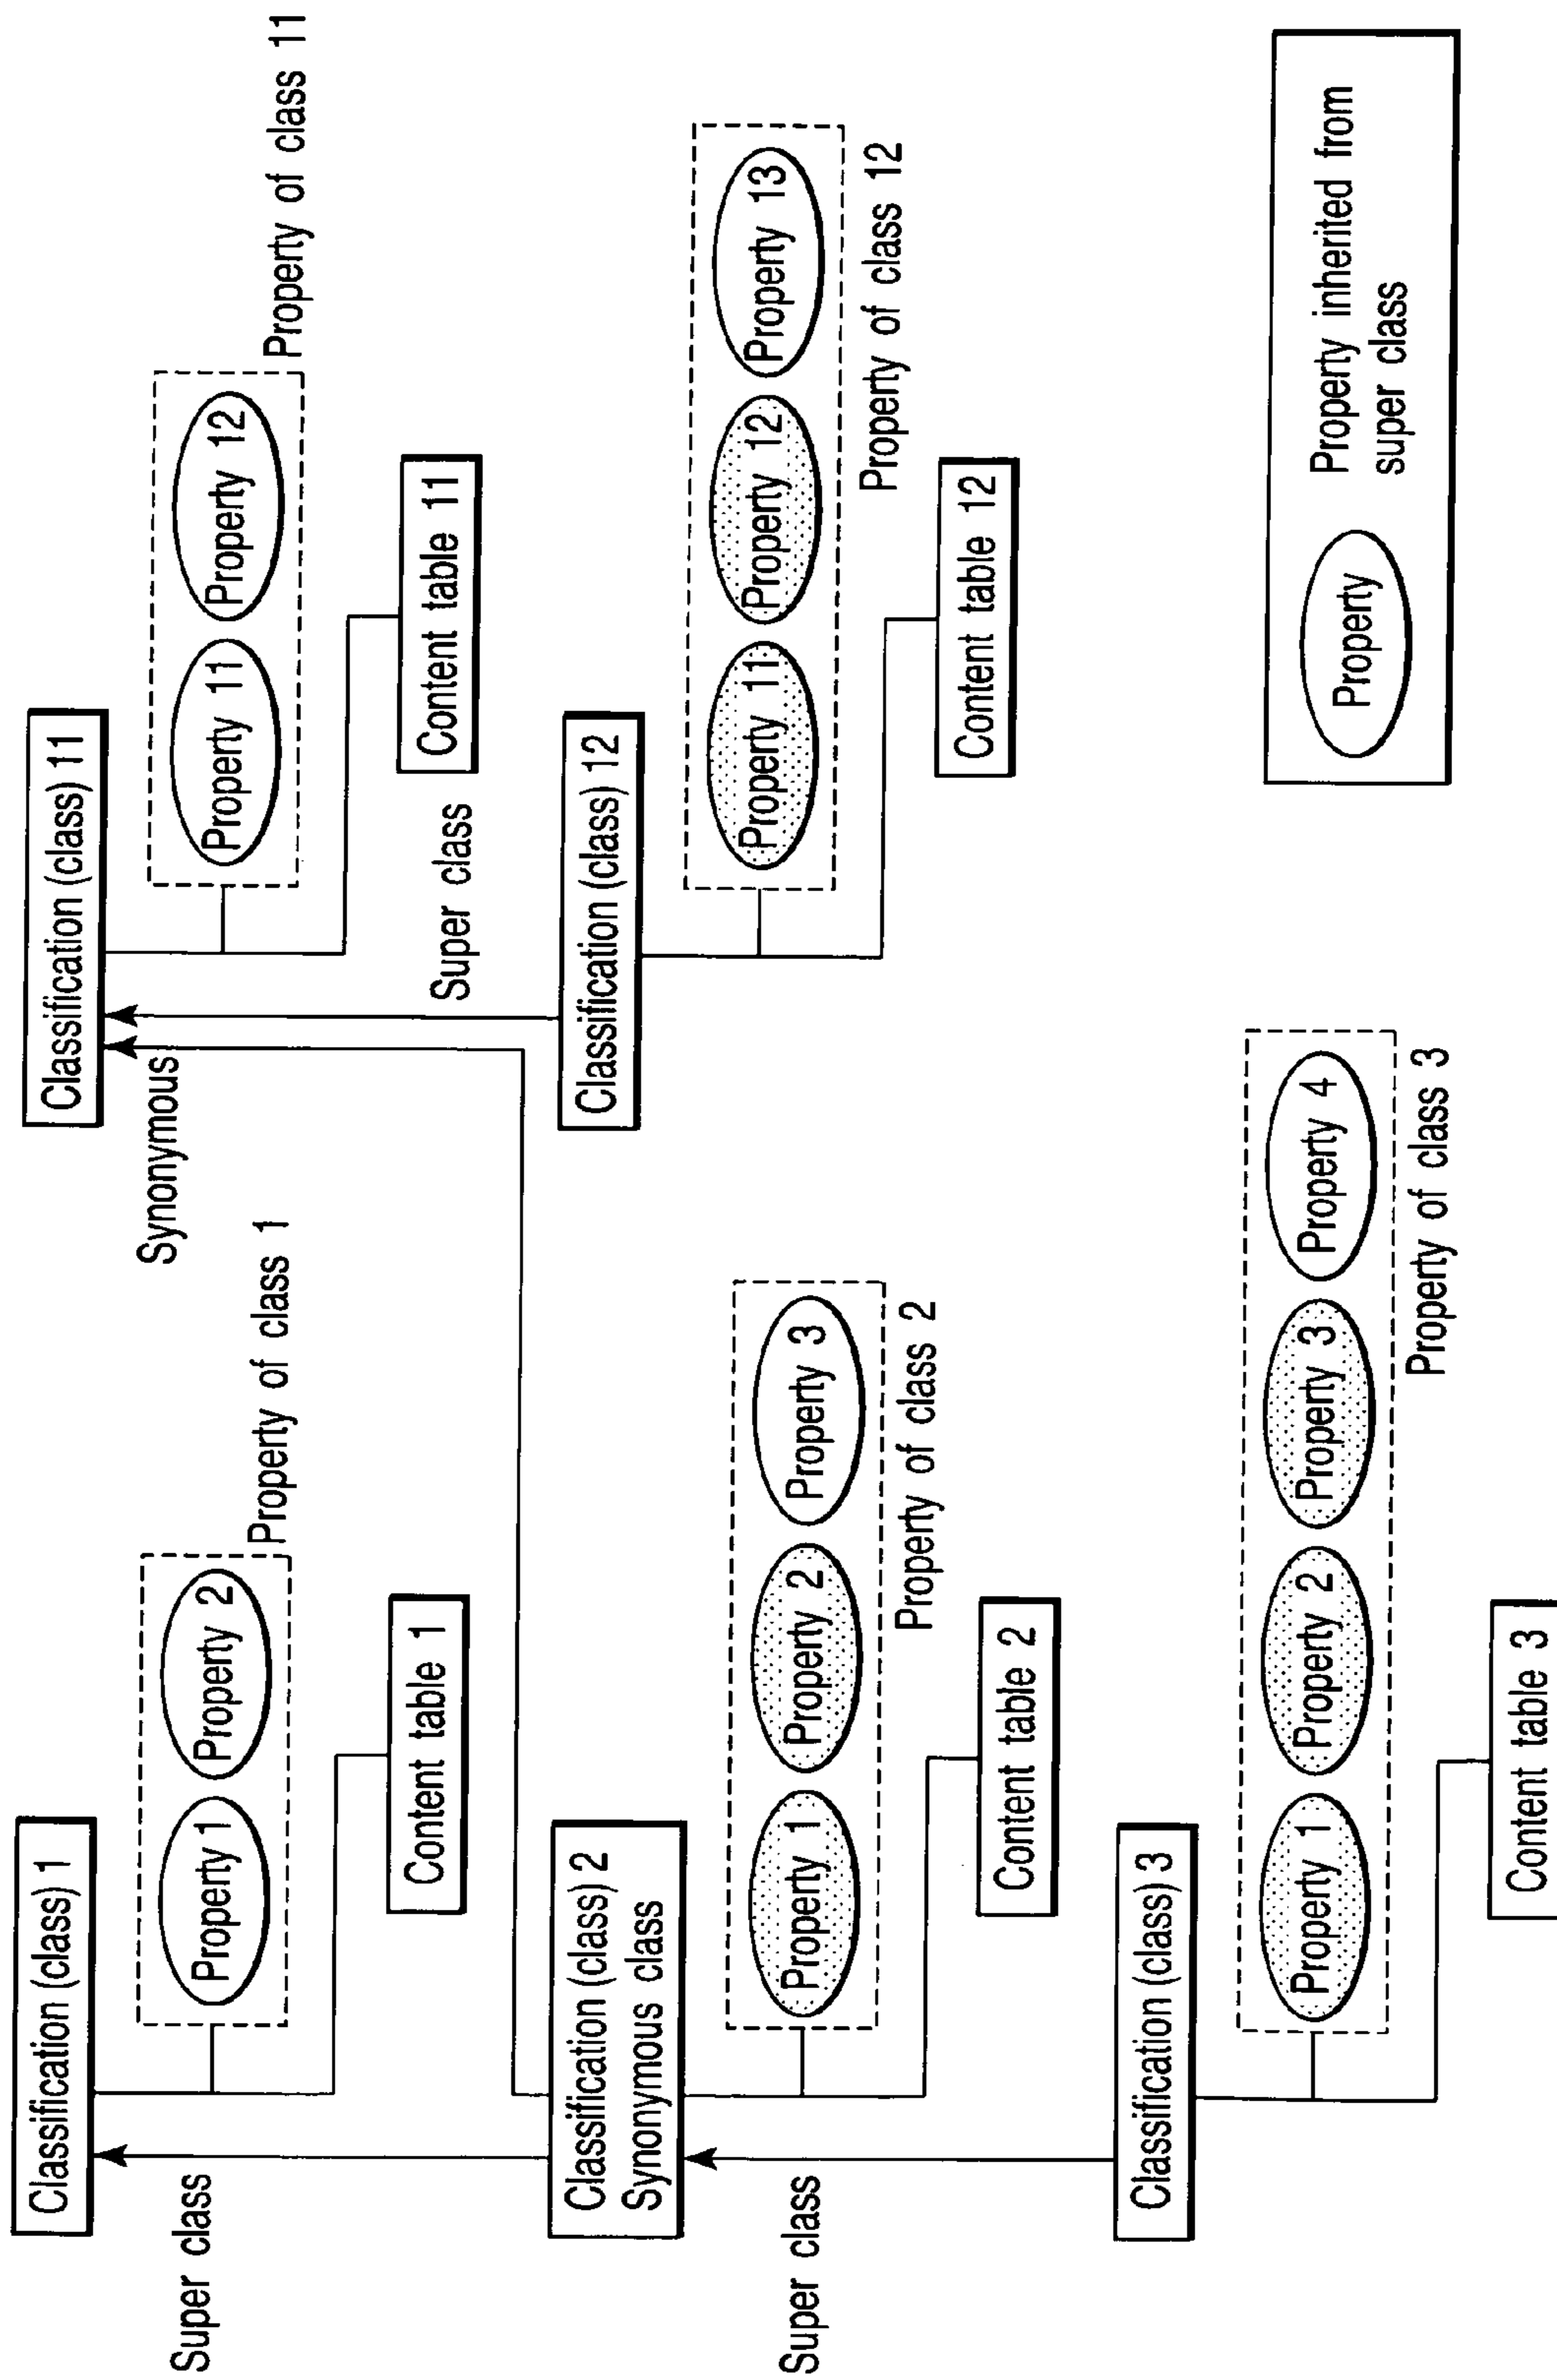 Classification (class) 1
Super class
Property 1
Property 2
Property of class 1
Content table 1
Classification (class) 2
Synonymous class
Super class
Property 1
Property 2
Property 3
Property of class 2
Content table 2
Classification (class) 3
Property 1
Property 2
Property 3
Property 4
Property of class 3
Content table 3
Synonymous
Classification (class) 11
Property 11
Property 12
Property of class 11
Content table 11
Super class
Classification (class) 12
Property 11
Property 12
Property 13
Property of class 12
Content table 12
Property
Property inherited from
super class